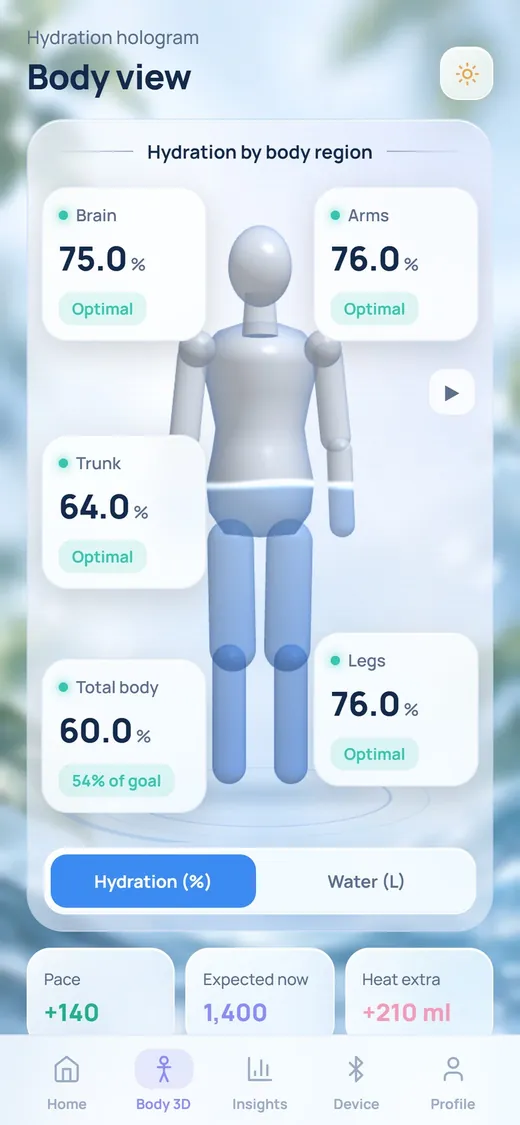 Hydration hologram
Body view
Hydration by body region
Brain
75.0 %
Optimal
Arms
76.0 %
Optimal
Trunk
64.0 %
Optimal
Total body
60.0 %
54% of goal
Legs
76.0 %
Optimal
Hydration (%)
Water (L)
Pace
+140
Expected now
1,400
Heat extra
+210 ml
Home
Body 3D
Insights
Device
Profile